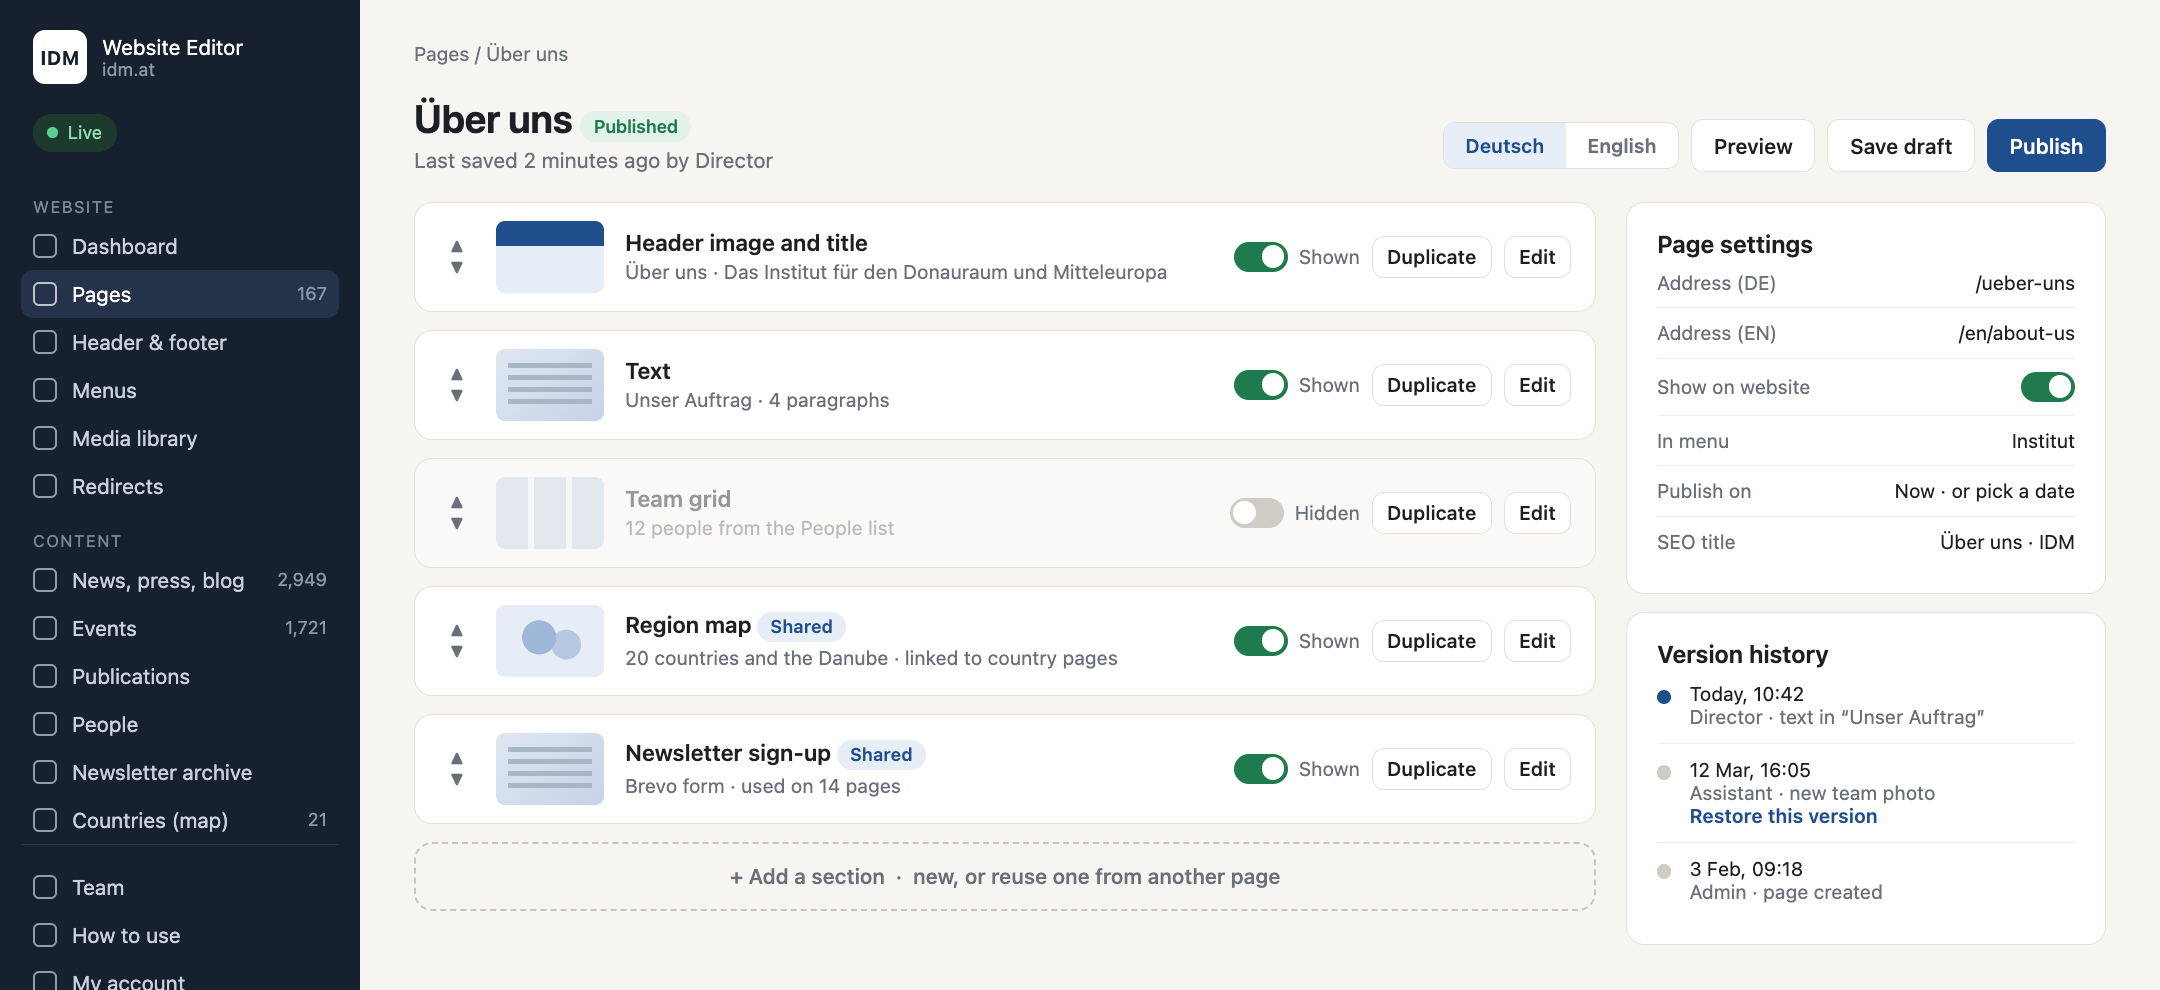 IDM
Website Editor
idm.at
Live
WEBSITE
Dashboard
Pages 167
Header & footer
Menus
Media library
Redirects
CONTENT
News, press, blog 2,949
Events 1,721
Publications
People
Newsletter archive
Countries (map) 21
Team
How to use
My account
Pages / Über uns
Über uns Published
Last saved 2 minutes ago by Director
Deutsch English Preview Save draft Publish
Header image and title
Über uns · Das Institut für den Donauraum und Mitteleuropa
Shown Duplicate Edit
Text
Unser Auftrag · 4 paragraphs
Shown Duplicate Edit
Team grid
12 people from the People list
Hidden Duplicate Edit
Region map Shared
20 countries and the Danube · linked to country pages
Shown Duplicate Edit
Newsletter sign-up Shared
Brevo form · used on 14 pages
Shown Duplicate Edit
+ Add a section · new, or reuse one from another page
Page settings
Address (DE) /ueber-uns
Address (EN) /en/about-us
Show on website
In menu Institut
Publish on Now · or pick a date
SEO title Über uns · IDM
Version history
Today, 10:42
Director · text in “Unser Auftrag”
12 Mar, 16:05
Assistant · new team photo
Restore this version
3 Feb, 09:18
Admin · page created